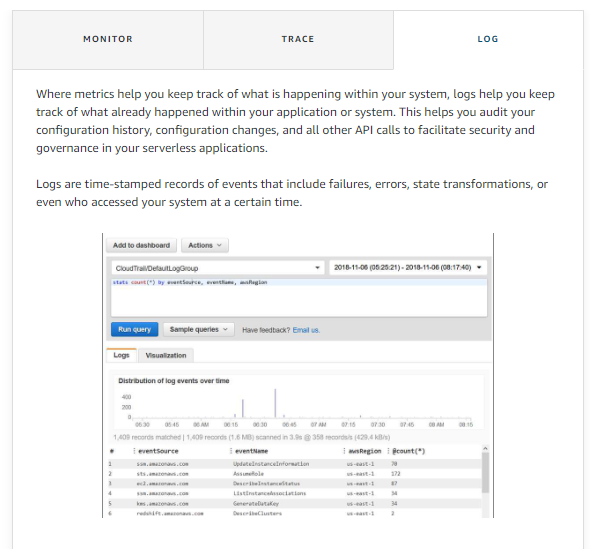 MONITOR TRACE LOG
Where metrics help you keep track of what is happening within your system, logs help you keep
track of what already happened within your application or system. This helps you audit your
configuration history, configuration changes, and all other API calls to facilitate security and
governance in your serverless applications.
Logs are time-stamped records of events that include failures, errors, state transformations, or
even who accessed your system at a certain time.
Add to dashboard Actions
CloudTrail/DefaultLogGroup 2018-11-06 (05:25:21) - 2018-11-06 (08:17:40)
stats count(*) by eventSource, eventName, awsRegion
Run query Sample queries Have feedback? Email us.
Logs Visualization
Distribution of log events over time
400
200
0
05:30 05:45 06 AM 06:15 06:30 06:45 07 AM 07:15 07:30 07:45 08 AM 08:15
1,409 records matched | 1,409 records (1.6 MB) scanned in 3.9s @ 358 records/s (429.4 kB/s)
# : eventSource : eventName : awsRegion : @count(*)
1 ssm.amazonaws.com UpdateInstanceInformation us-east-1 70
2 sts.amazonaws.com AssumeRole us-east-1 172
3 ec2.amazonaws.com DescribeInstanceStatus us-east-1 67
4 ssm.amazonaws.com ListInstanceAssociations us-east-1 34
5 kms.amazonaws.com GenerateDataKey us-east-1 34
6 redshift.amazonaws.com DescribeClusters us-east-1 2